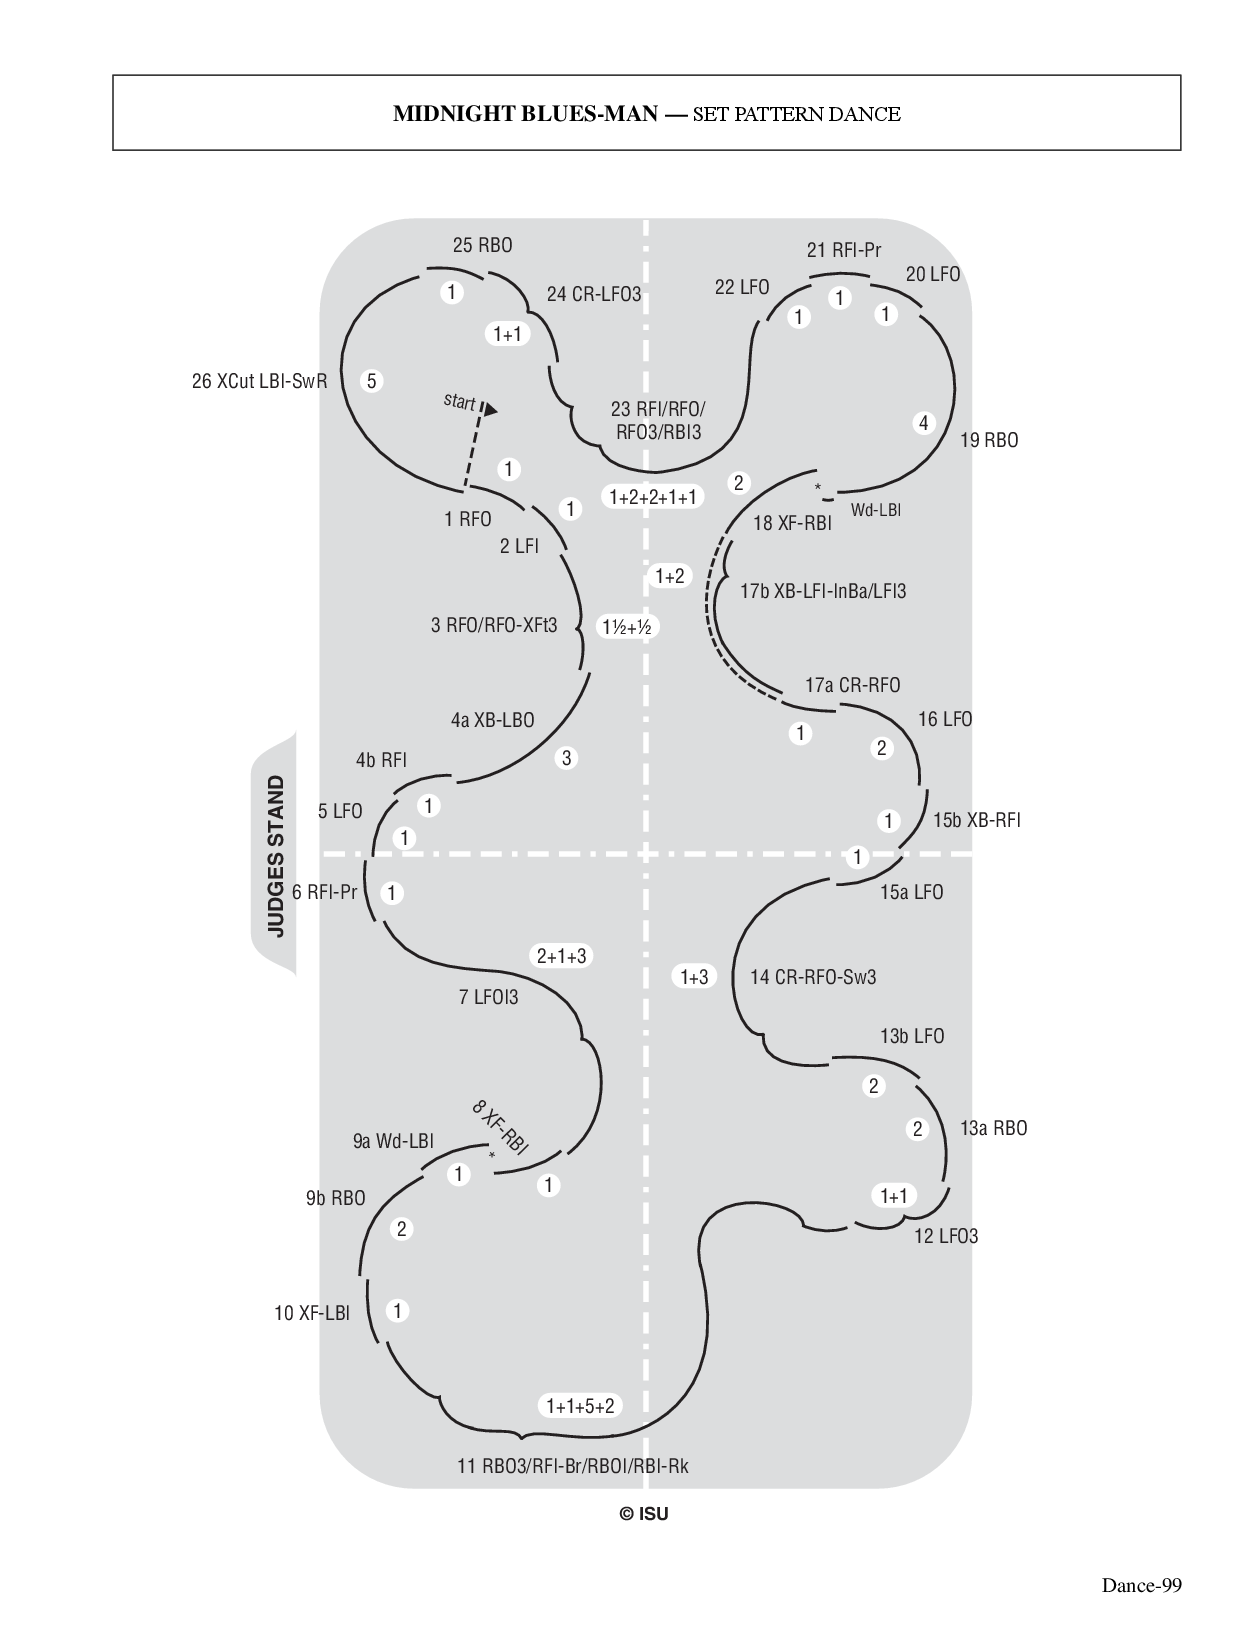 MIDNIGHT BLUES-MAN — SET PATTERN DANCE
25 RBO
1
24 CR-LFO3
1+1
26 XCut LBI-SwR
5
start
1
1 RFO
1
2 LFI
3 RFO/RFO-XFt3
1½+½
4a XB-LBO
3
4b RFI
1
5 LFO
1
JUDGES STAND
6 RFI-Pr
1
2+1+3
7 LFOI3
8 XF-RBI
*
1
9a Wd-LBI
1
9b RBO
2
10 XF-LBI
1
1+1+5+2
11 RBO3/RFI-Br/RBOI/RBI-Rk
12 LFO3
1+1
13a RBO
2
13b LFO
2
14 CR-RFO-Sw3
1+3
15a LFO
1
15b XB-RFI
1
16 LFO
2
17a CR-RFO
1
17b XB-LFI-InBa/LFI3
1+2
18 XF-RBI
2
*
Wd-LBI
19 RBO
4
20 LFO
1
21 RFI-Pr
1
22 LFO
1
23 RFI/RFO/
RFO3/RBI3
1+2+2+1+1
© ISU
Dance-99